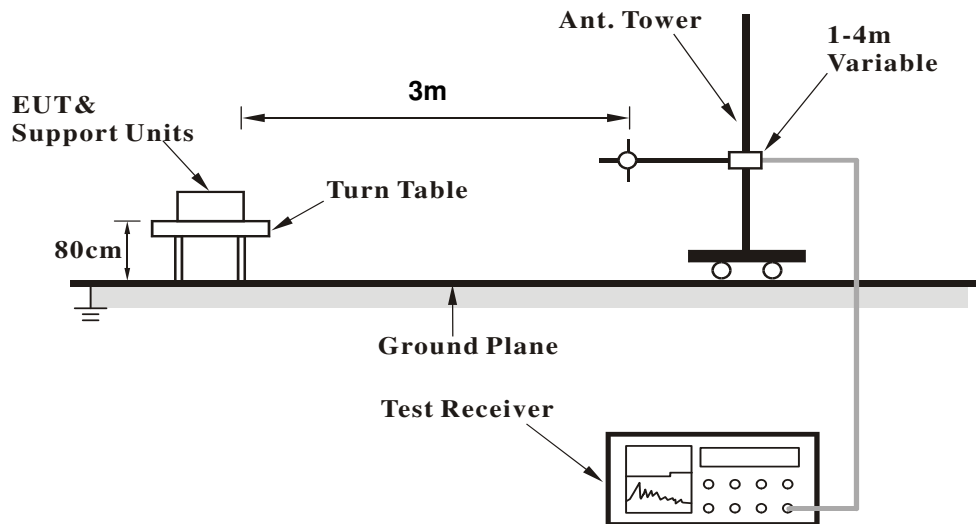 Ant. Tower
1-4m
Variable
3m
EUT&
Support Units
Turn Table
80cm
Ground Plane
Test Receiver